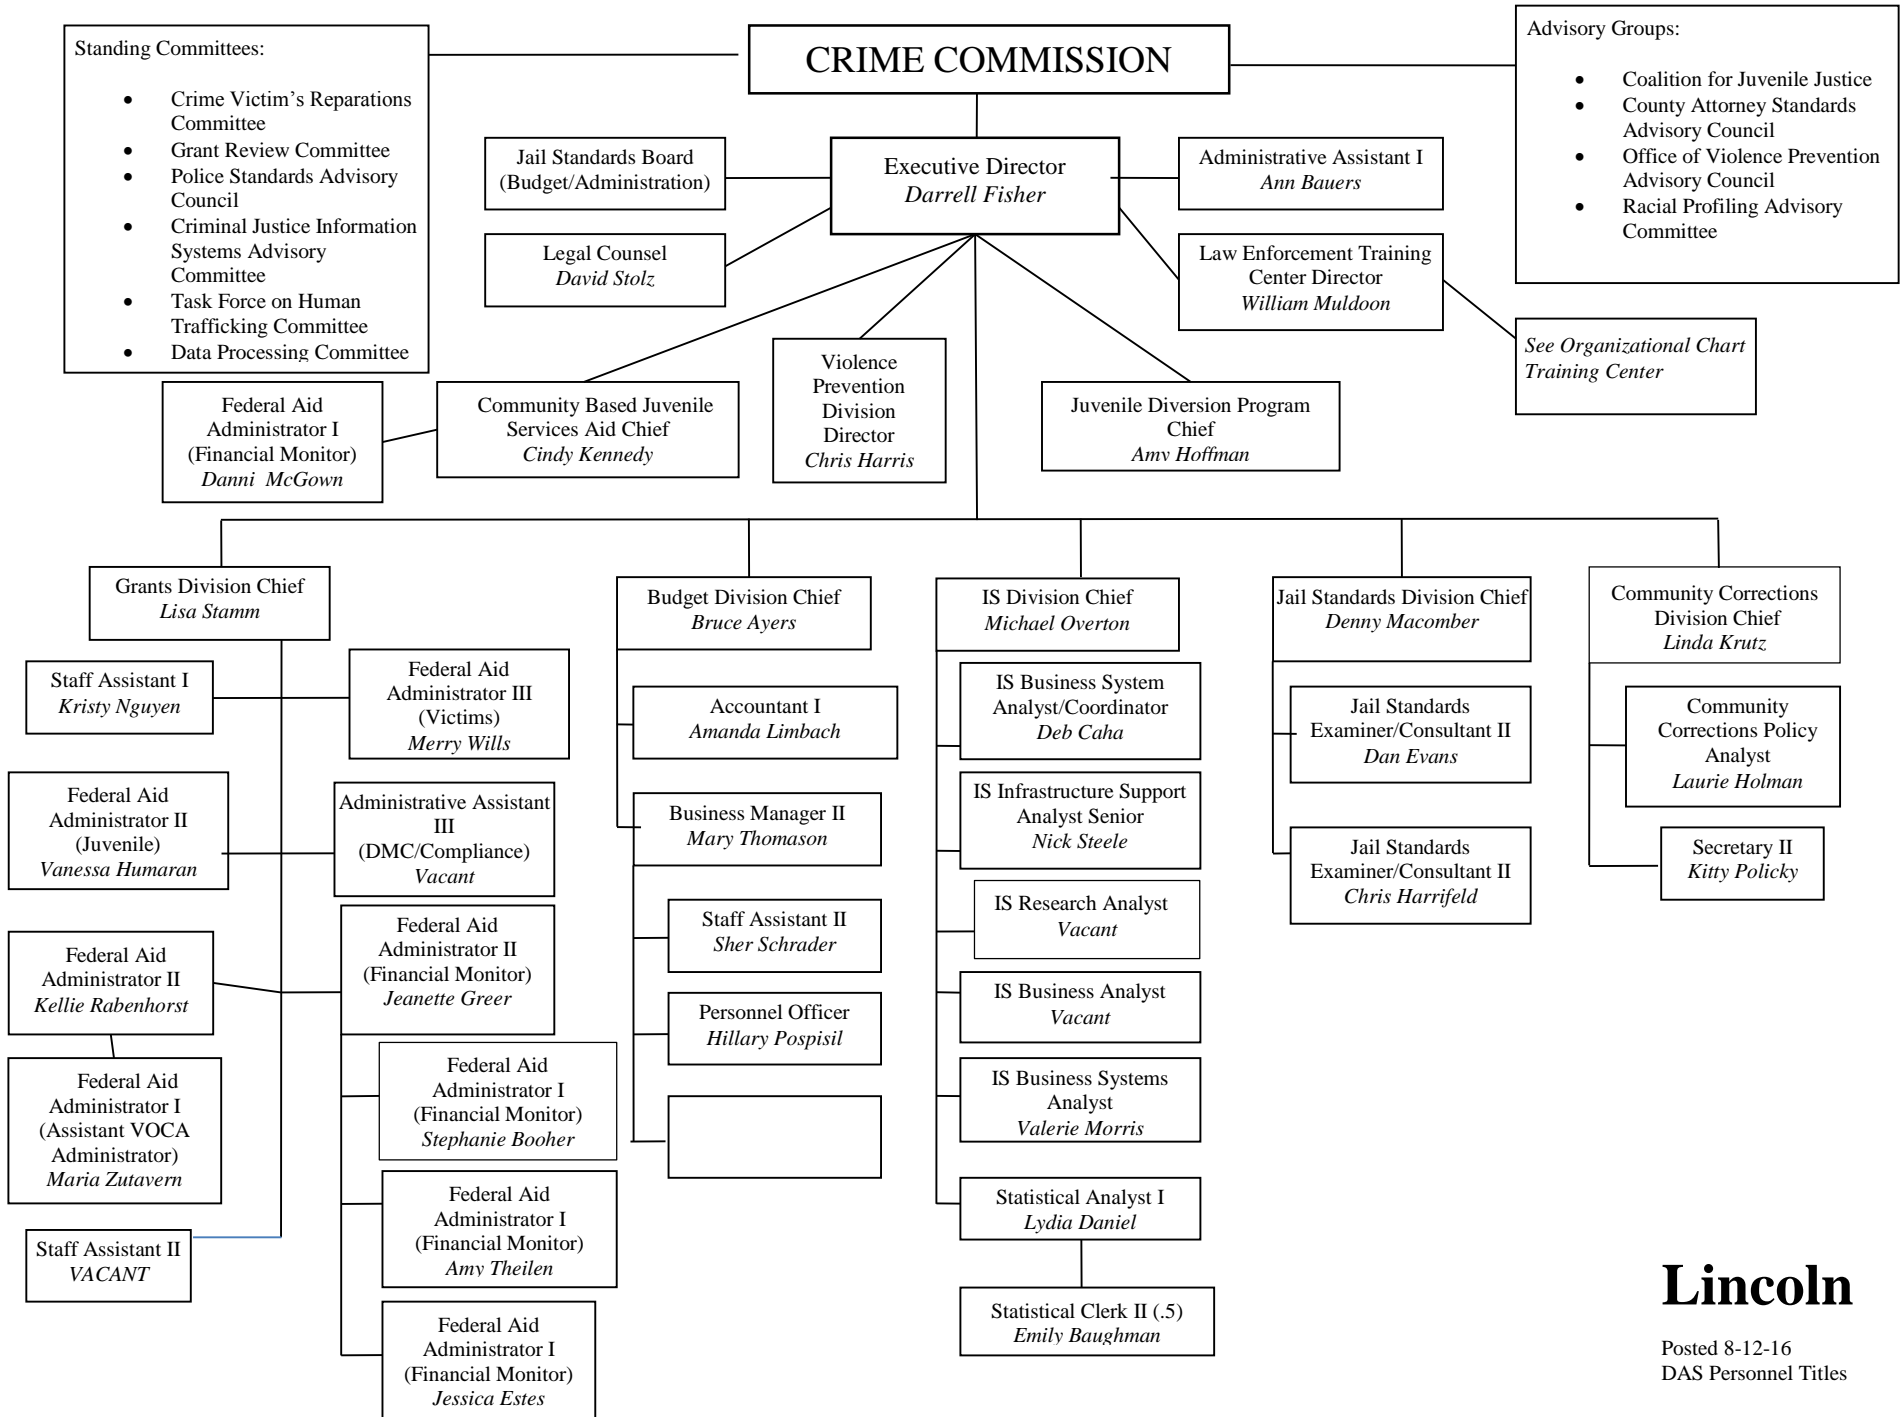 Standing Committees:
• Crime Victim’s Reparations
Committee
• Grant Review Committee
• Police Standards Advisory
Council
• Criminal Justice Information
Systems Advisory
Committee
• Task Force on Human
Trafficking Committee
• Data Processing Committee
CRIME COMMISSION
Advisory Groups:
• Coalition for Juvenile Justice
• County Attorney Standards
Advisory Council
• Office of Violence Prevention
Advisory Council
• Racial Profiling Advisory
Committee
Jail Standards Board
(Budget/Administration)
Executive Director
Darrell Fisher
Administrative Assistant I
Ann Bauers
Legal Counsel
David Stolz
Law Enforcement Training
Center Director
William Muldoon
See Organizational Chart
Training Center
Federal Aid
Administrator I
(Financial Monitor)
Danni McGown
Community Based Juvenile
Services Aid Chief
Cindy Kennedy
Violence
Prevention
Division
Director
Chris Harris
Juvenile Diversion Program
Chief
Amy Hoffman
Grants Division Chief
Lisa Stamm
Budget Division Chief
Bruce Ayers
IS Division Chief
Michael Overton
Jail Standards Division Chief
Denny Macomber
Community Corrections
Division Chief
Linda Krutz
Staff Assistant I
Kristy Nguyen
Federal Aid
Administrator III
(Victims)
Merry Wills
Federal Aid
Administrator II
(Juvenile)
Vanessa Humaran
Administrative Assistant
III
(DMC/Compliance)
Vacant
Federal Aid
Administrator II
Kellie Rabenhorst
Federal Aid
Administrator II
(Financial Monitor)
Jeanette Greer
Federal Aid
Administrator I
(Assistant VOCA
Administrator)
Maria Zutavern
Federal Aid
Administrator I
(Financial Monitor)
Stephanie Booher
Staff Assistant II
VACANT
Federal Aid
Administrator I
(Financial Monitor)
Amy Theilen
Federal Aid
Administrator I
(Financial Monitor)
Jessica Estes
Accountant I
Amanda Limbach
Business Manager II
Mary Thomason
Staff Assistant II
Sher Schrader
Personnel Officer
Hillary Pospisil
IS Business System
Analyst/Coordinator
Deb Caha
IS Infrastructure Support
Analyst Senior
Nick Steele
IS Research Analyst
Vacant
IS Business Analyst
Vacant
IS Business Systems
Analyst
Valerie Morris
Statistical Analyst I
Lydia Daniel
Statistical Clerk II (.5)
Emily Baughman
Jail Standards
Examiner/Consultant II
Dan Evans
Jail Standards
Examiner/Consultant II
Chris Harrifeld
Community
Corrections Policy
Analyst
Laurie Holman
Secretary II
Kitty Policky
Lincoln
Posted 8-12-16
DAS Personnel Titles